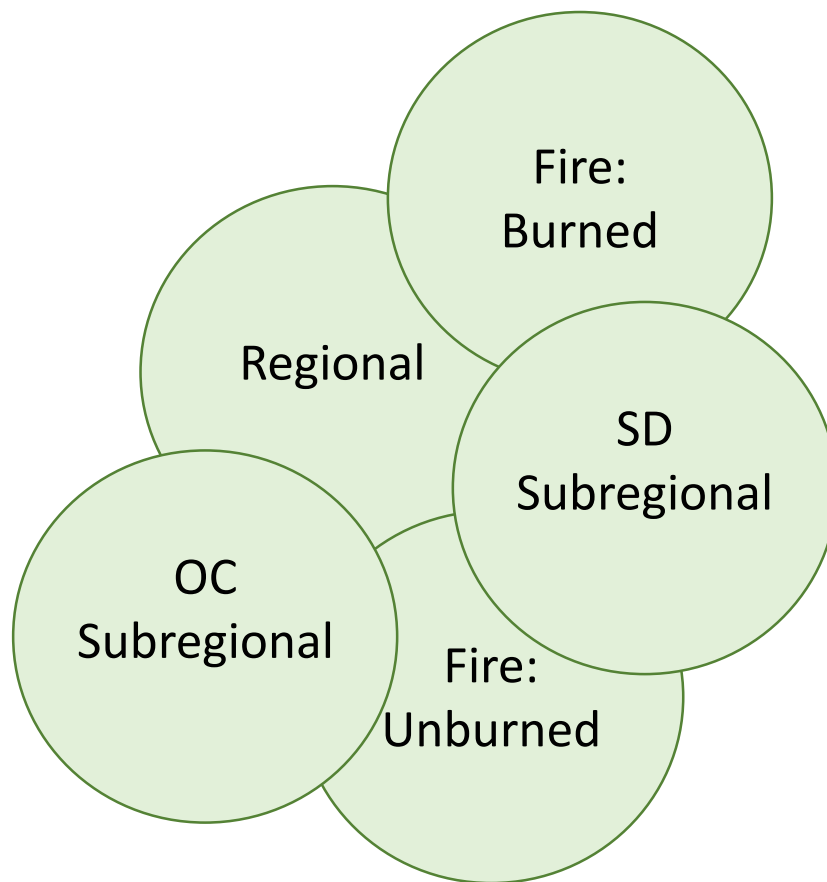 Fire:
Burned
Regional
SD
Subregional
OC
Subregional
Fire:
Unburned